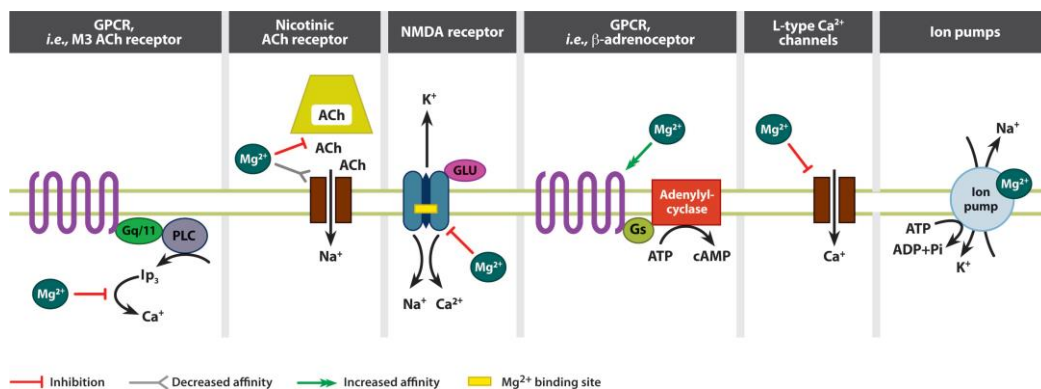 GPCR,
i.e., M3 ACh receptor
Nicotinic
ACh receptor
NMDA receptor
GPCR,
i.e., β-adrenoceptor
L-type Ca²⁺
channels
Ion pumps
Gq/11
PLC
Ip₃
Mg²⁺
Ca⁺
ACh
Mg²⁺
ACh
ACh
Na⁺
K⁺
GLU
Mg²⁺
Na⁺
Ca²⁺
Mg²⁺
Adenylyl-
cyclase
Gs
ATP
cAMP
Mg²⁺
Ca⁺
Na⁺
Mg²⁺
Ion
pump
ATP
ADP+Pi
K⁺
Inhibition
Decreased affinity
Increased affinity
Mg²⁺ binding site